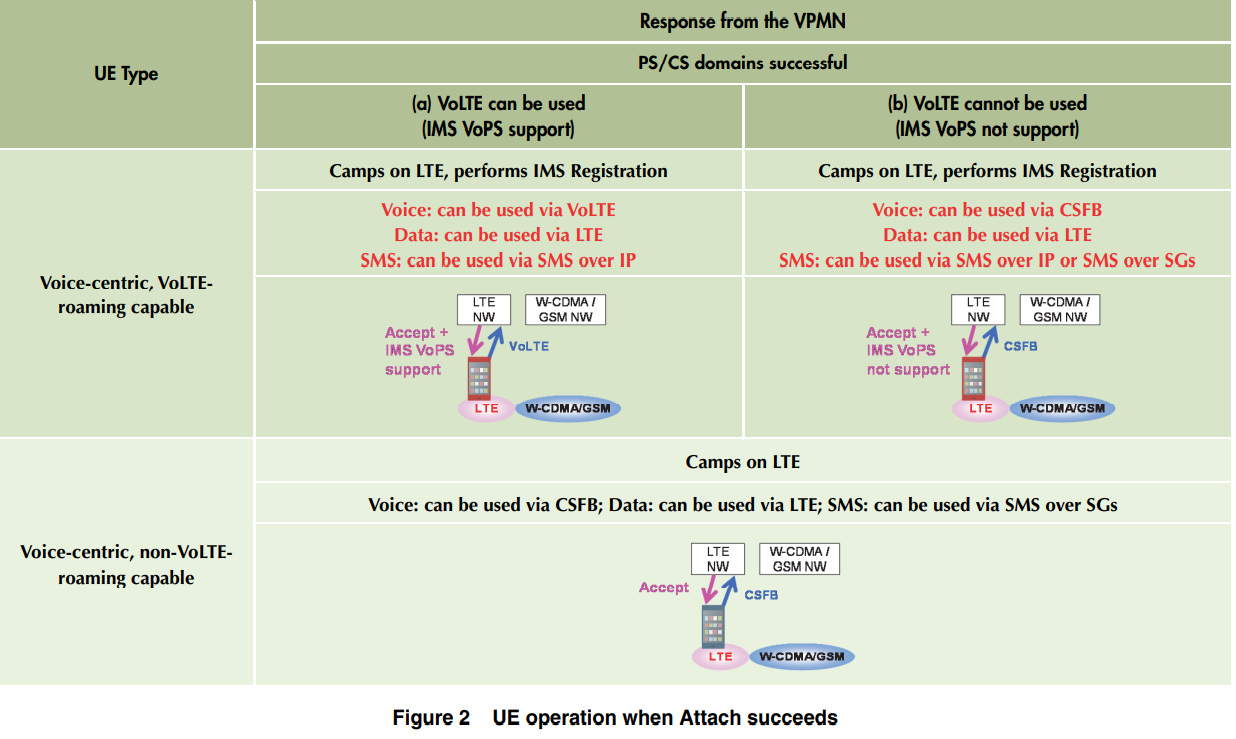 UE Type
Response from the VPMN
PS/CS domains successful
(a) VoLTE can be used
(IMS VoPS support)
(b) VoLTE cannot be used
(IMS VoPS not support)
Voice-centric, VoLTE-
roaming capable
Camps on LTE, performs IMS Registration
Camps on LTE, performs IMS Registration
Voice: can be used via VoLTE
Data: can be used via LTE
SMS: can be used via SMS over IP
Voice: can be used via CSFB
Data: can be used via LTE
SMS: can be used via SMS over IP or SMS over SGs
LTE
NW
W-CDMA /
GSM NW
Accept +
IMS VoPS
support
VoLTE
LTE
W-CDMA/GSM
LTE
NW
W-CDMA /
GSM NW
Accept +
IMS VoPS
not support
CSFB
LTE
W-CDMA/GSM
Voice-centric, non-VoLTE-
roaming capable
Camps on LTE
Voice: can be used via CSFB; Data: can be used via LTE; SMS: can be used via SMS over SGs
LTE
NW
W-CDMA /
GSM NW
Accept
CSFB
LTE
W-CDMA/GSM
Figure 2 UE operation when Attach succeeds